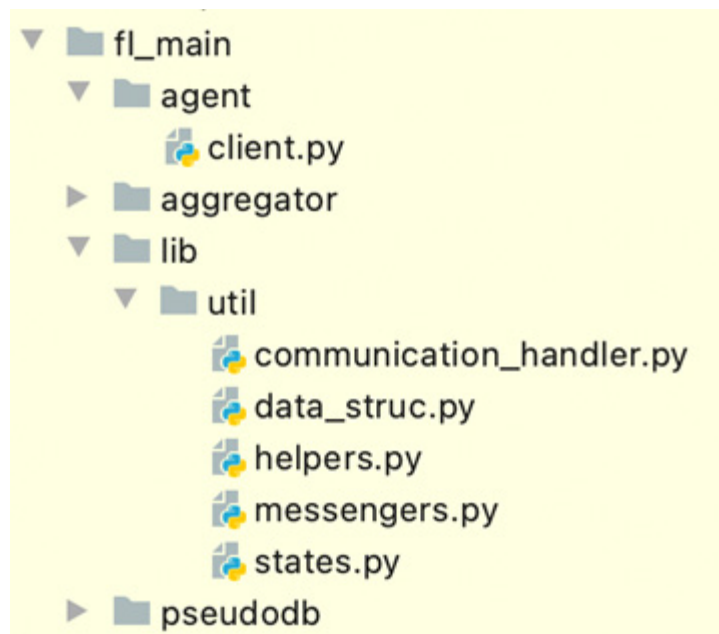 fl_main
agent
client.py
aggregator
lib
util
communication_handler.py
data_struc.py
helpers.py
messengers.py
states.py
pseudodb